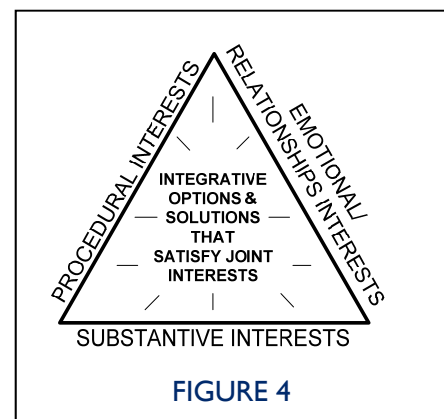 PROCEDURAL INTERESTS
EMOTIONAL/
RELATIONSHIPS INTERESTS
INTEGRATIVE
OPTIONS &
SOLUTIONS
THAT
SATISFY JOINT
INTERESTS
SUBSTANTIVE INTERESTS
FIGURE 4